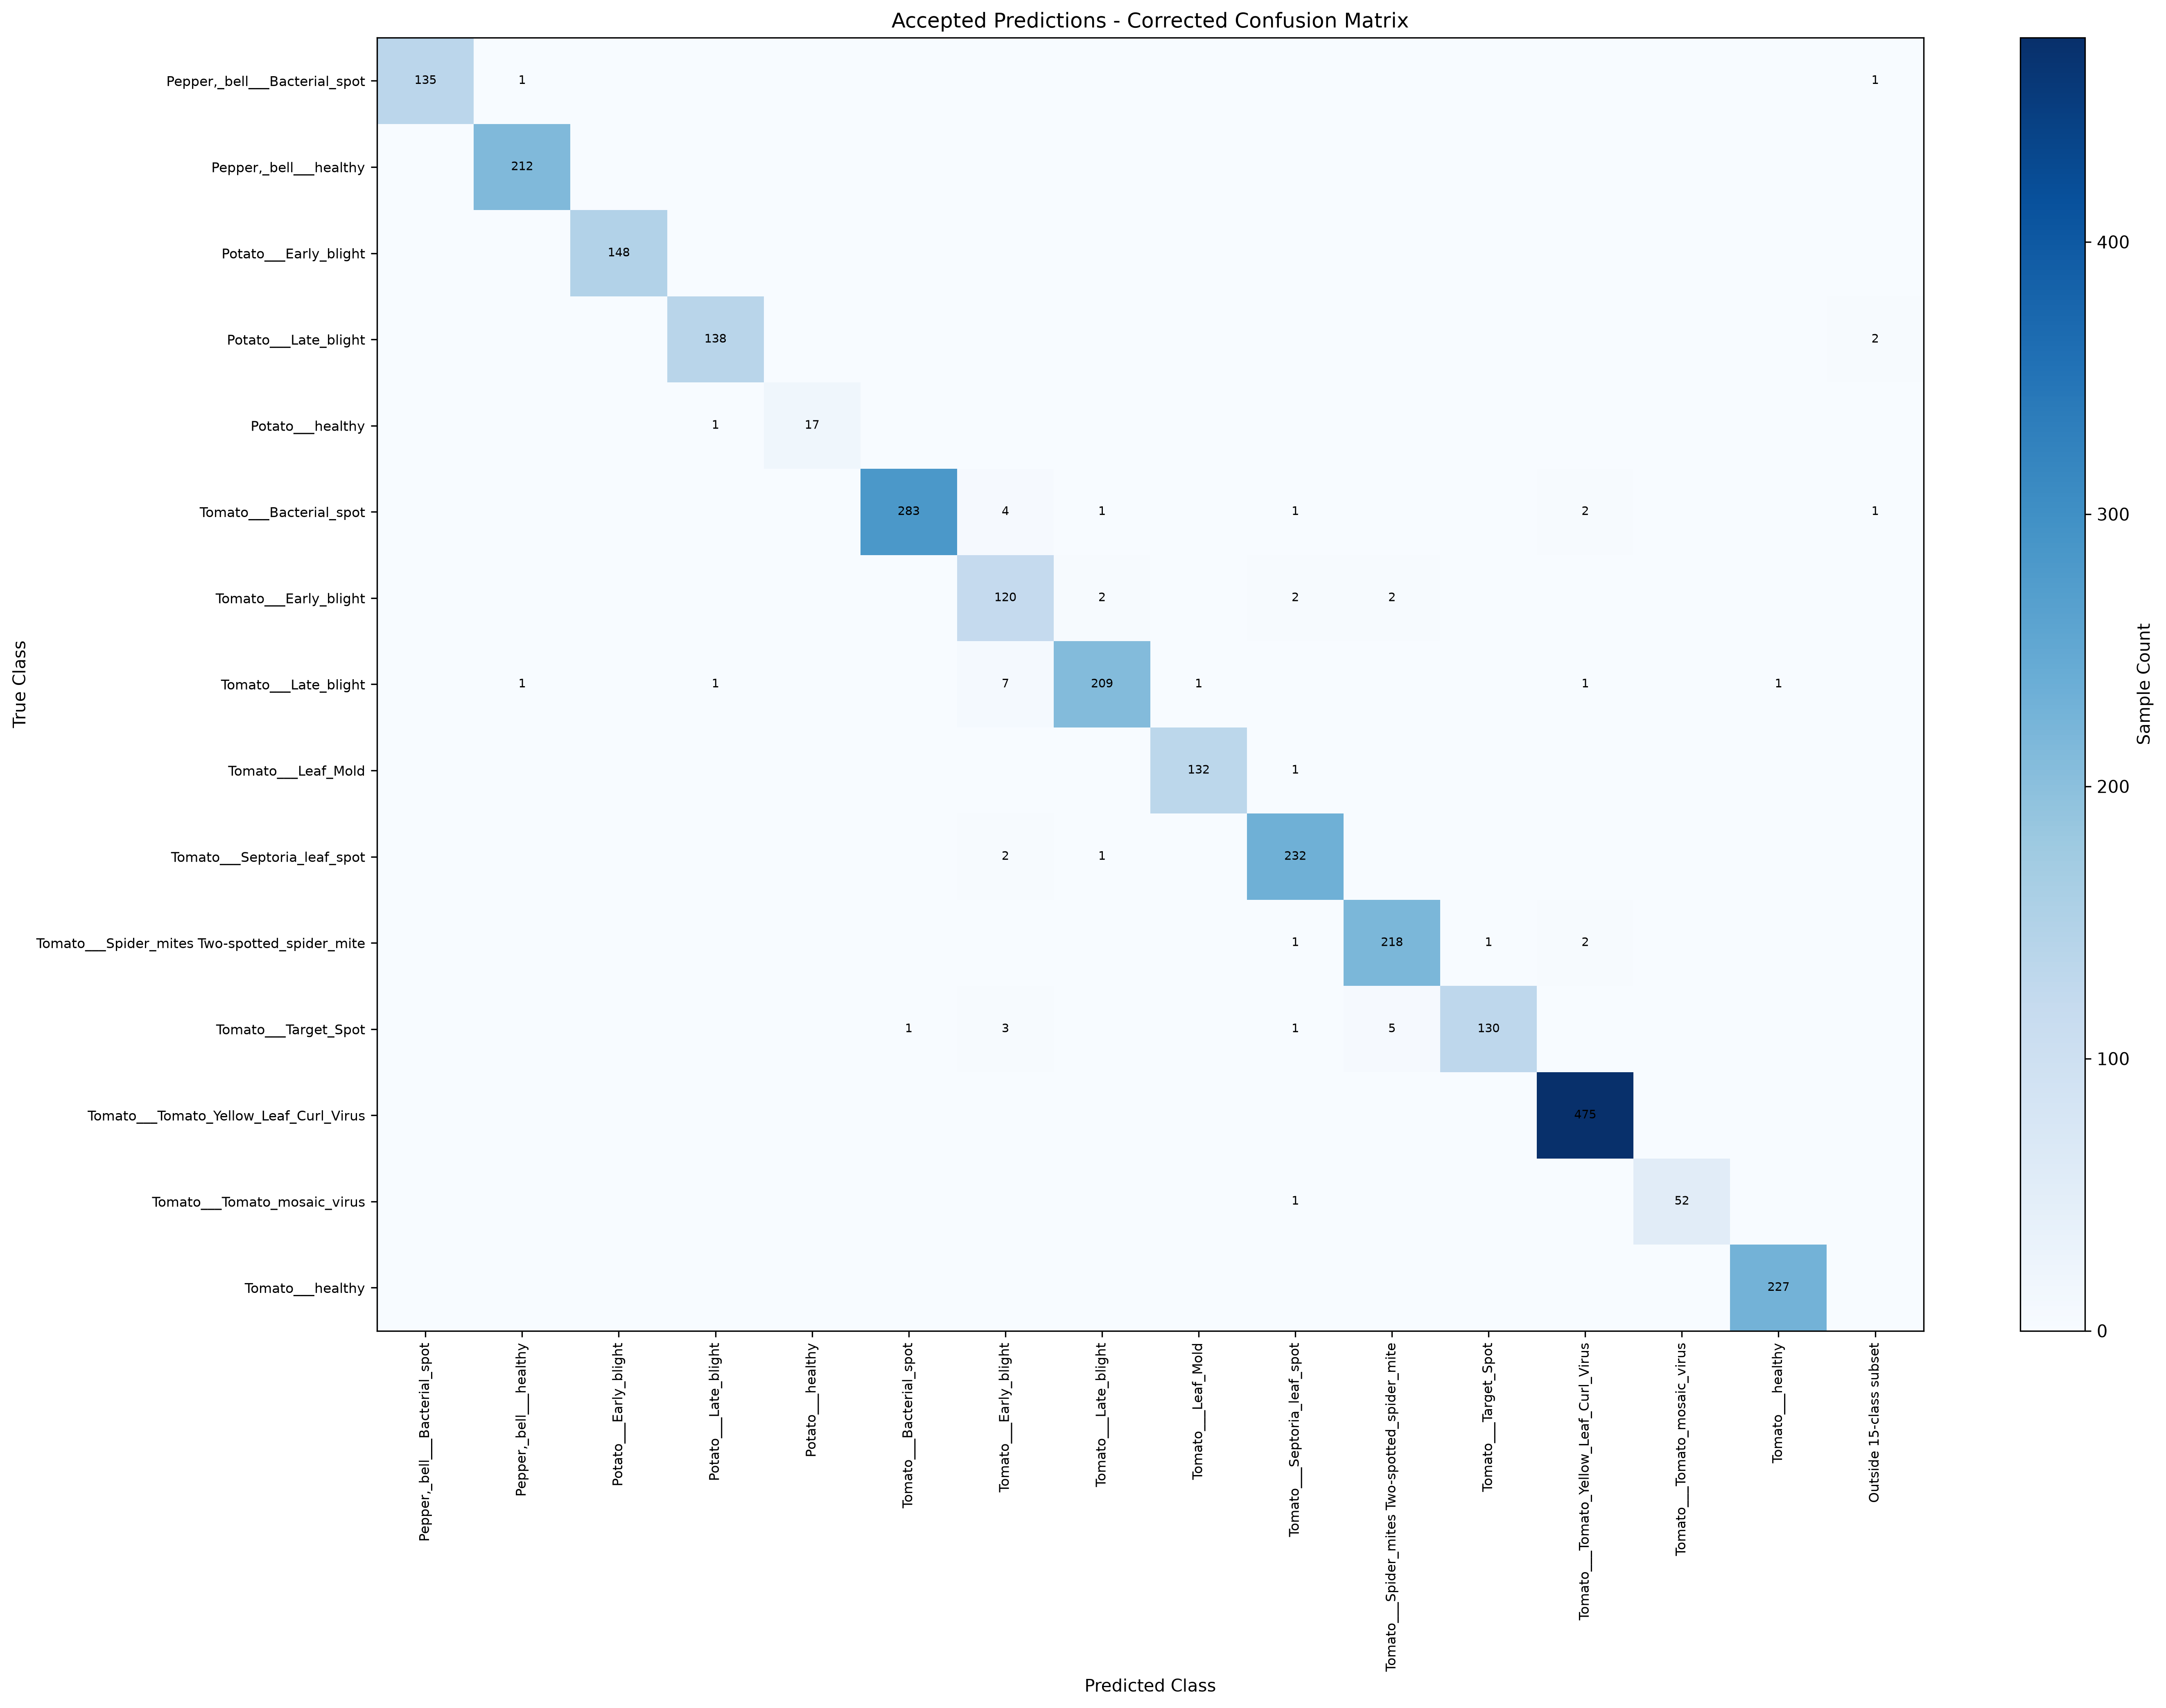 Accepted Predictions - Corrected Confusion Matrix
True Class
Pepper,_bell___Bacterial_spot 135 1 1
Pepper,_bell___healthy 212
Potato___Early_blight 148
Potato___Late_blight 138 2
Potato___healthy 1 17
Tomato___Bacterial_spot 283 4 1 1 2 1
Tomato___Early_blight 120 2 2 2
Tomato___Late_blight 1 1 7 209 1 1 1
Tomato___Leaf_Mold 132 1
Tomato___Septoria_leaf_spot 2 1 232
Tomato___Spider_mites Two-spotted_spider_mite 1 218 1 2
Tomato___Target_Spot 1 3 1 5 130
Tomato___Tomato_Yellow_Leaf_Curl_Virus 475
Tomato___Tomato_mosaic_virus 1 52
Tomato___healthy 227
Pepper,_bell___Bacterial_spot
Pepper,_bell___healthy
Potato___Early_blight
Potato___Late_blight
Potato___healthy
Tomato___Bacterial_spot
Tomato___Early_blight
Tomato___Late_blight
Tomato___Leaf_Mold
Tomato___Septoria_leaf_spot
Tomato___Spider_mites Two-spotted_spider_mite
Tomato___Target_Spot
Tomato___Tomato_Yellow_Leaf_Curl_Virus
Tomato___Tomato_mosaic_virus
Tomato___healthy
Outside 15-class subset
Predicted Class
400
300
200
100
0
Sample Count